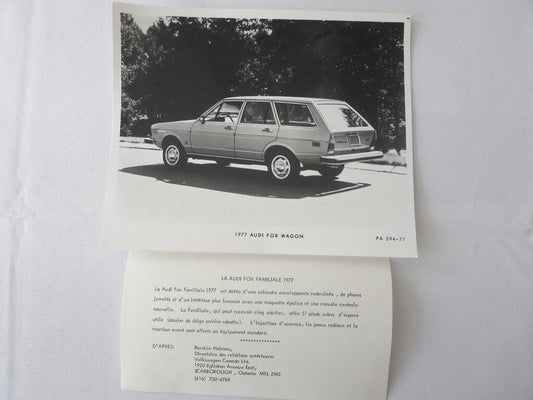 1977 AUDI FOX WAGON PA 594-77
LA AUDI FOX FAMILIALE 1977
La Audi Fox Familiale 1977 est dotée d'une calandre enveloppante redessinée, de phares
jumelés et d'un intérieur plus luxueux avec une moquette épaisse et une console centrale
nouvelle. La Familiale, qui peut recevoir cinq adultes, offre 51 pieds cubes d'espace
utile (dossier du siège arrière rabattu). L'injection d'essence, les pneus radiaux et la
traction avant sont offerts en équipement standard.
***************
D'APRES: Bernice Holman,
Directrice des relations extérieures
Volkswagen Canada Ltd.
1920 Eglinton Avenue East,
SCARBOROUGH, Ontario M1L 2M2
(416) 750-4768